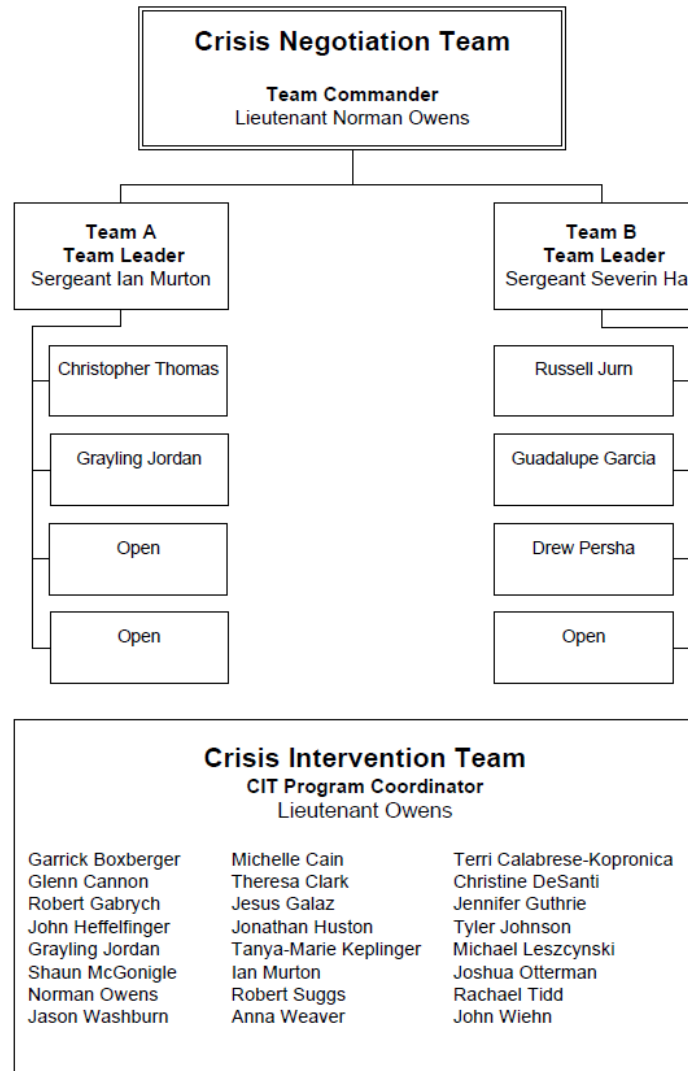 Crisis Negotiation Team
Team Commander
Lieutenant Norman Owens
Team A
Team Leader
Sergeant Ian Murton
Christopher Thomas
Grayling Jordan
Open
Open
Team B
Team Leader
Sergeant Severin
Russell Jurn
Guadalupe Garcia
Drew Persha
Open
Crisis Intervention Team
CIT Program Coordinator
Lieutenant Owens
Garrick Boxberger Michelle Cain Terri Calabrese-Kopronica
Glenn Cannon Theresa Clark Christine DeSanti
Robert Gabrych Jesus Galaz Jennifer Guthrie
John Heffelfinger Jonathan Huston Tyler Johnson
Grayling Jordan Tanya-Marie Keplinger Michael Leszcynski
Shaun McGonigle Ian Murton Joshua Otterman
Norman Owens Robert Suggs Rachael Tidd
Jason Washburn Anna Weaver John Wiehn